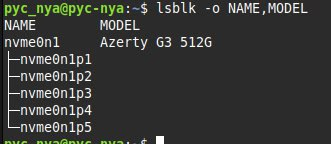 pyc_nya@pyc-nya:~$ lsblk -o NAME,MODEL
NAME        MODEL
nvme0n1     Azerty G3 512G
├─nvme0n1p1
├─nvme0n1p2
├─nvme0n1p3
├─nvme0n1p4
└─nvme0n1p5
pyc_nya@pyc-nya:~$